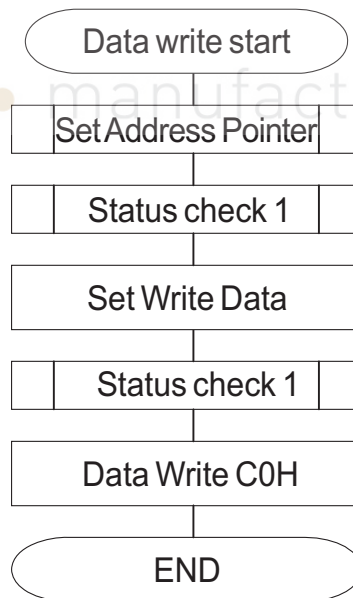 Data write start
manufact
Set Address Pointer
Status check 1
Set Write Data
Status check 1
Data Write C0H
END